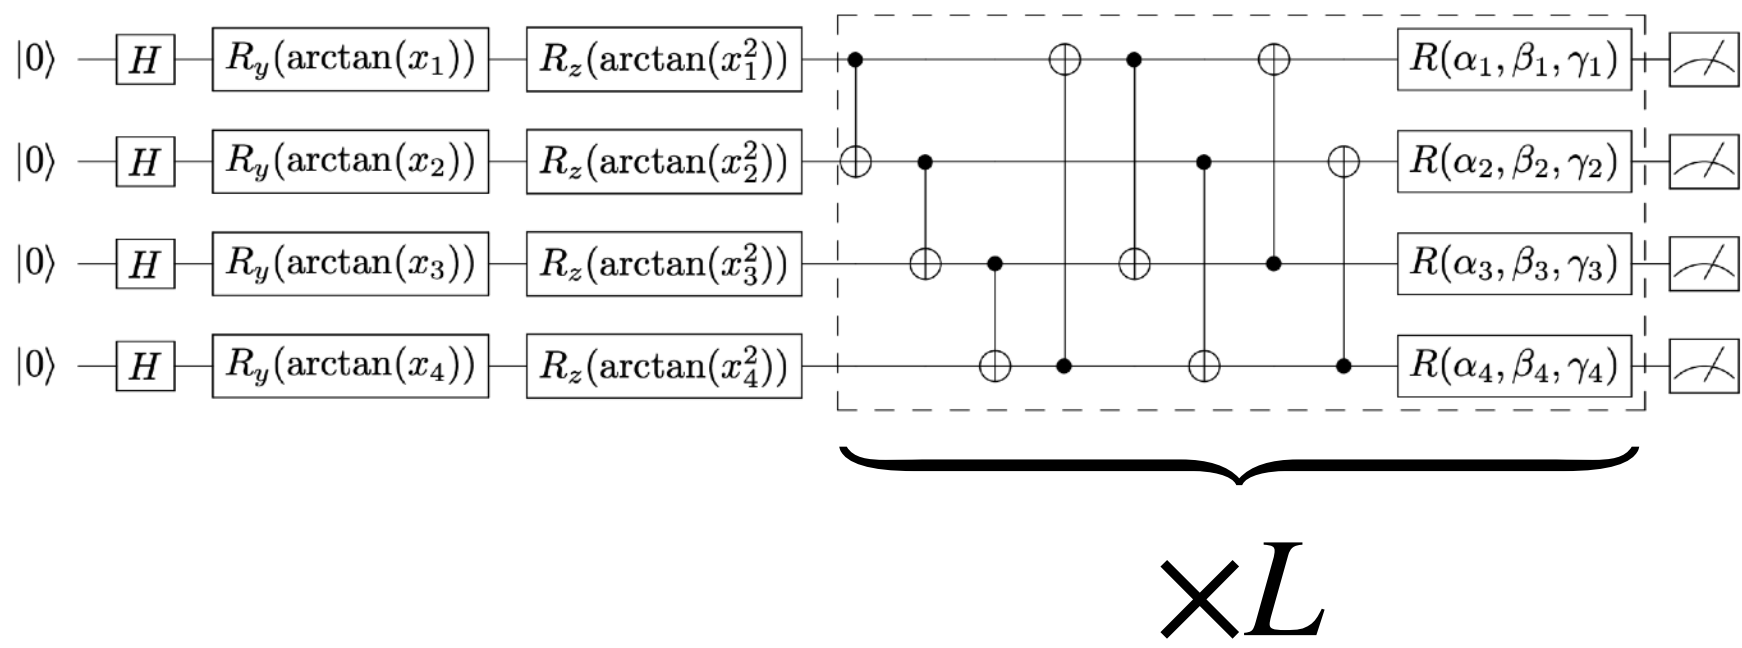 |0⟩ H R_y(arctan(x_1)) R_z(arctan(x_1^2)) R(α_1, β_1, γ_1)
|0⟩ H R_y(arctan(x_2)) R_z(arctan(x_2^2)) R(α_2, β_2, γ_2)
|0⟩ H R_y(arctan(x_3)) R_z(arctan(x_3^2)) R(α_3, β_3, γ_3)
|0⟩ H R_y(arctan(x_4)) R_z(arctan(x_4^2)) R(α_4, β_4, γ_4)
×L